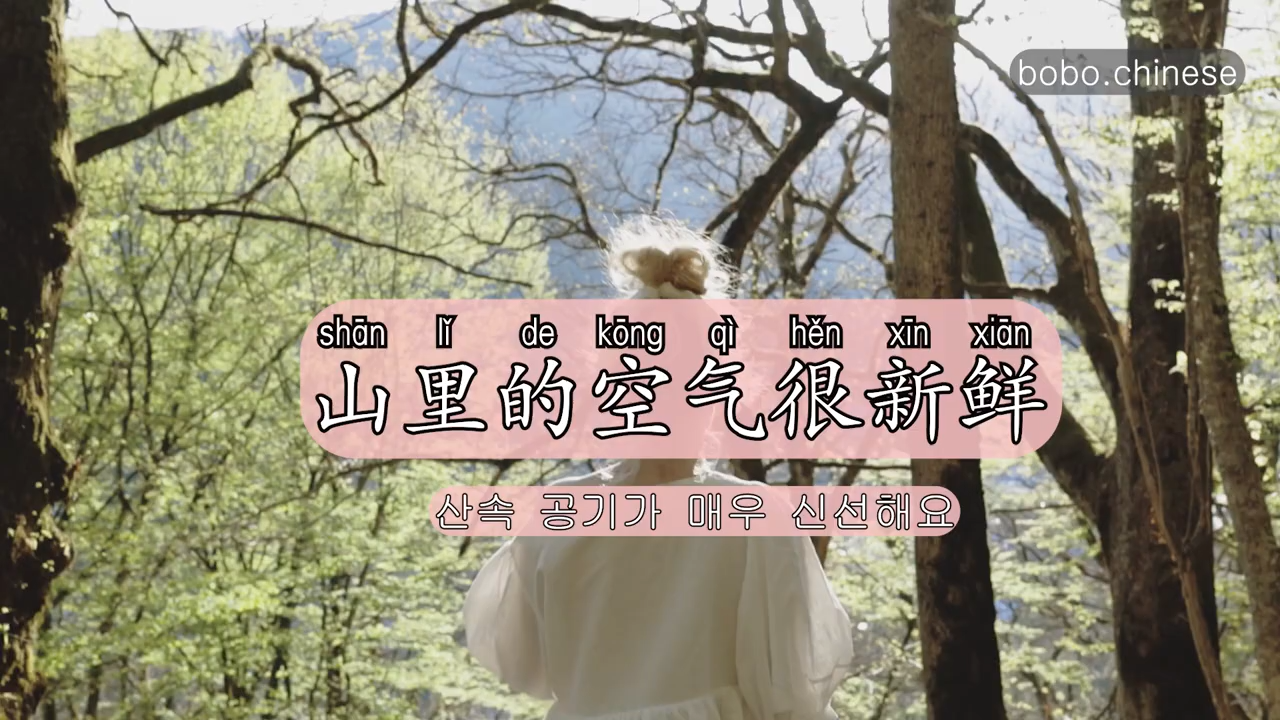 bobo.chinese
shān lǐ de kōng qì hěn xīn xiān
山里的空气很新鲜
산속 공기가 매우 신선해요